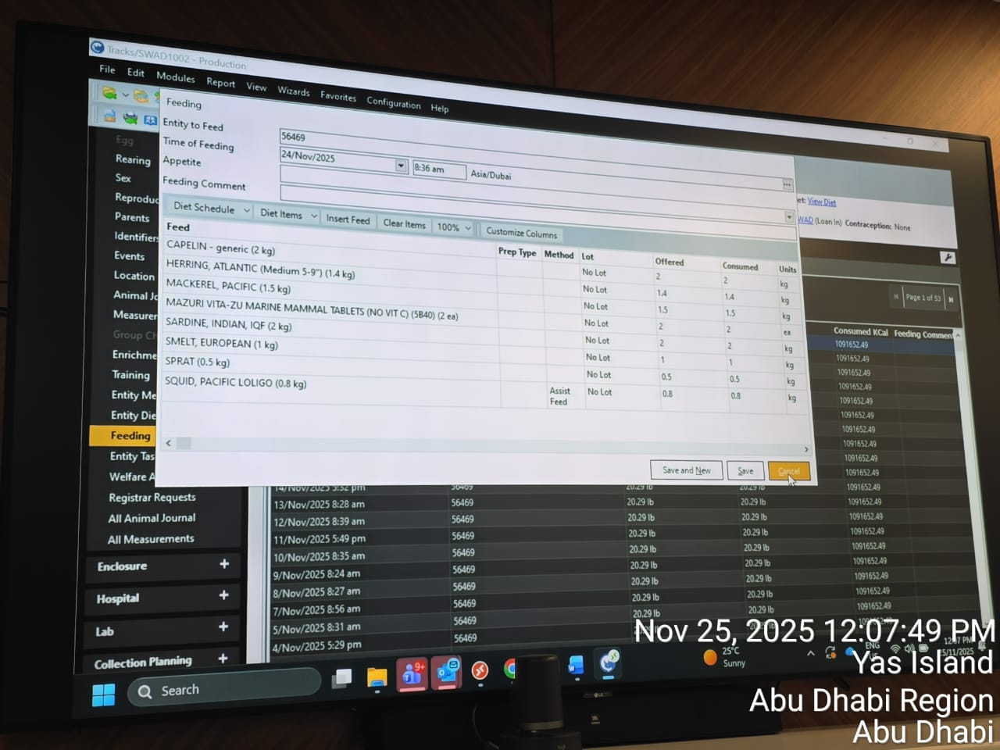 Tracks/SWAD1002 - Production
File Edit Modules Report View Wizards Favorites Configuration Help
Feeding
Entity to Feed 56469
Time of Feeding 24/Nov/2025 8:36 am Asia/Dubai
Appetite
Feeding Comment
Diet Schedule Diet Items Insert Feed Clear Items 100% Customize Columns
Feed Prep Type Method Lot Offered Consumed Units
CAPELIN - generic (2 kg) No Lot 2 2 kg
HERRING, ATLANTIC (Medium 5-9") (1.4 kg) No Lot 1.4 1.4 kg
MACKEREL, PACIFIC (1.5 kg) No Lot 1.5 1.5 kg
MAZURI VITA-ZU MARINE MAMMAL TABLETS (NO VIT C) (5B40) (2 ea) No Lot 2 2 ea
SARDINE, INDIAN, IQF (2 kg) No Lot 2 2 kg
SMELT, EUROPEAN (1 kg) No Lot 1 1 kg
SPRAT (0.5 kg) No Lot 0.5 0.5 kg
SQUID, PACIFIC LOLIGO (0.8 kg) Assist Feed No Lot 0.8 0.8 kg
Save and New Save Cancel
et: View Diet
WAD (Loan In) Contraception: None
Page 1 of 53
Consumed KCal Feeding Comment
1091652.49
1091652.49
1091652.49
1091652.49
1091652.49
1091652.49
1091652.49
1091652.49
1091652.49
1091652.49
Egg
Rearing
Sex
Reproduc
Parents
Identifiers
Events
Location
Animal Jo
Measurer
Group Ch
Enrichme
Training
Entity Me
Entity Die
Feeding
Entity Tas
Welfare A
Registrar Requests
All Animal Journal
All Measurements
Enclosure +
Hospital +
Lab +
Collection Planning +
14/Nov/2025 5:32 pm 56469 20.29 lb 20.29 lb 1091652.49
13/Nov/2025 8:28 am 56469 20.29 lb 20.29 lb 1091652.49
12/Nov/2025 8:39 am 56469 20.29 lb 20.29 lb 1091652.49
11/Nov/2025 5:49 pm 56469 20.29 lb 20.29 lb 1091652.49
10/Nov/2025 8:35 am 56469 20.29 lb 20.29 lb 1091652.49
9/Nov/2025 8:24 am 56469 20.29 lb 20.29 lb 1091652.49
8/Nov/2025 8:27 am 56469 20.29 lb 20.29 lb 1091652.49
7/Nov/2025 8:56 am 56469 20.29 lb 20.29 lb 1091652.49
5/Nov/2025 8:31 am 56469 20.29 lb 20.29 lb 1091652.49
4/Nov/2025 5:29 pm 56469 20.29 lb 20.29 lb
Search
9+
25°C
Sunny
ENG
LG
JBL
Nov 25, 2025 12:07:49 PM
Yas Island
Abu Dhabi Region
Abu Dhabi